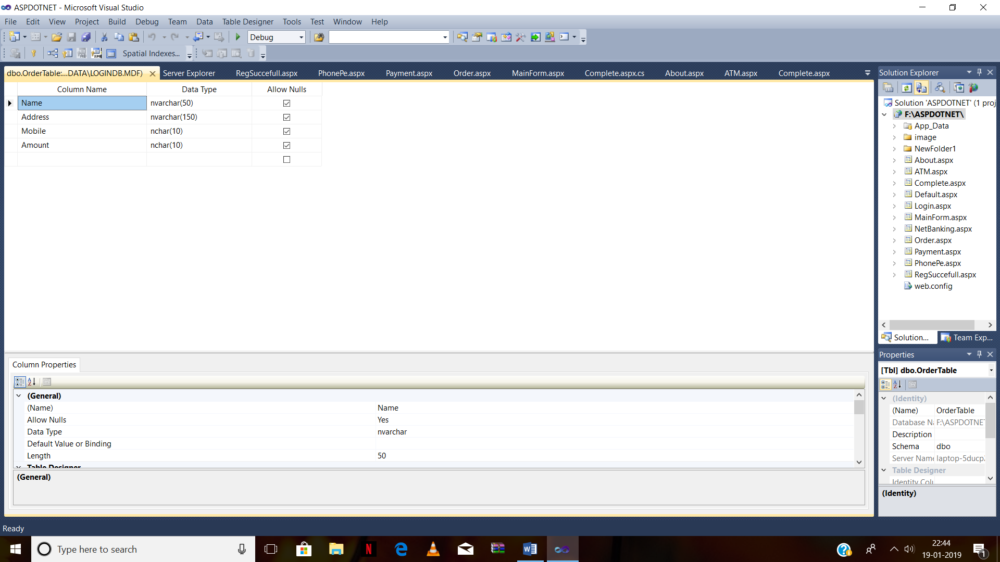 ASPDOTNET - Microsoft Visual Studio
File Edit View Project Build Debug Team Data Table Designer Tools Test Window Help
Debug
Spatial Indexes...
dbo.OrderTable:...DATA\LOGINDB.MDF) Server Explorer RegSuccefull.aspx PhonePe.aspx Payment.aspx Order.aspx MainForm.aspx Complete.aspx.cs About.aspx ATM.aspx Complete.aspx
Column Name Data Type Allow Nulls
Name nvarchar(50)
Address nvarchar(150)
Mobile nchar(10)
Amount nchar(10)
Column Properties
(General)
(Name) Name
Allow Nulls Yes
Data Type nvarchar
Default Value or Binding
Length 50
Table Designer
(General)
Solution Explorer
Solution 'ASPDOTNET' (1 proj
F:\ASPDOTNET\
App_Data
image
NewFolder1
About.aspx
ATM.aspx
Complete.aspx
Default.aspx
Login.aspx
MainForm.aspx
NetBanking.aspx
Order.aspx
Payment.aspx
PhonePe.aspx
RegSuccefull.aspx
web.config
Solution... Team Exp...
Properties
[Tbl] dbo.OrderTable
(Identity)
(Name) OrderTable
Database Na F:\ASPDOTNET
Description
Schema dbo
Server Name laptop-5ducp
Table Designer
Identity Colu
(Identity)
Ready
Type here to search
22:44
19-01-2019
1